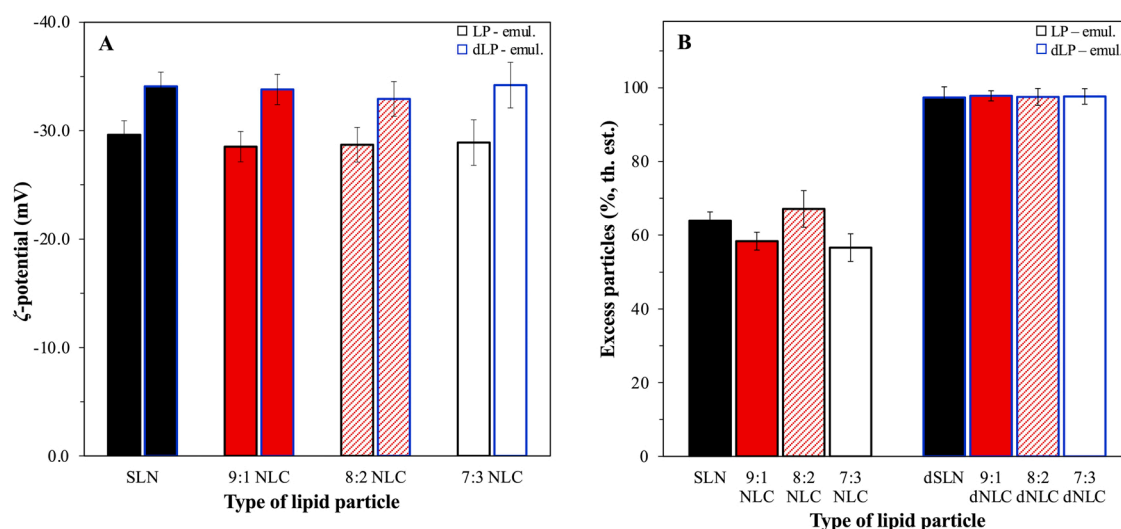 A
LP - emul.
dLP - emul.
-40.0
-30.0
-20.0
-10.0
0.0
ζ-potential (mV)
SLN
9:1 NLC
8:2 NLC
7:3 NLC
Type of lipid particle
B
LP – emul.
dLP – emul.
100
80
60
40
20
0
Excess particles (%, th. est.)
SLN 9:1 8:2 7:3 dSLN 9:1 8:2 7:3
NLC NLC NLC dNLC dNLC dNLC
Type of lipid particle